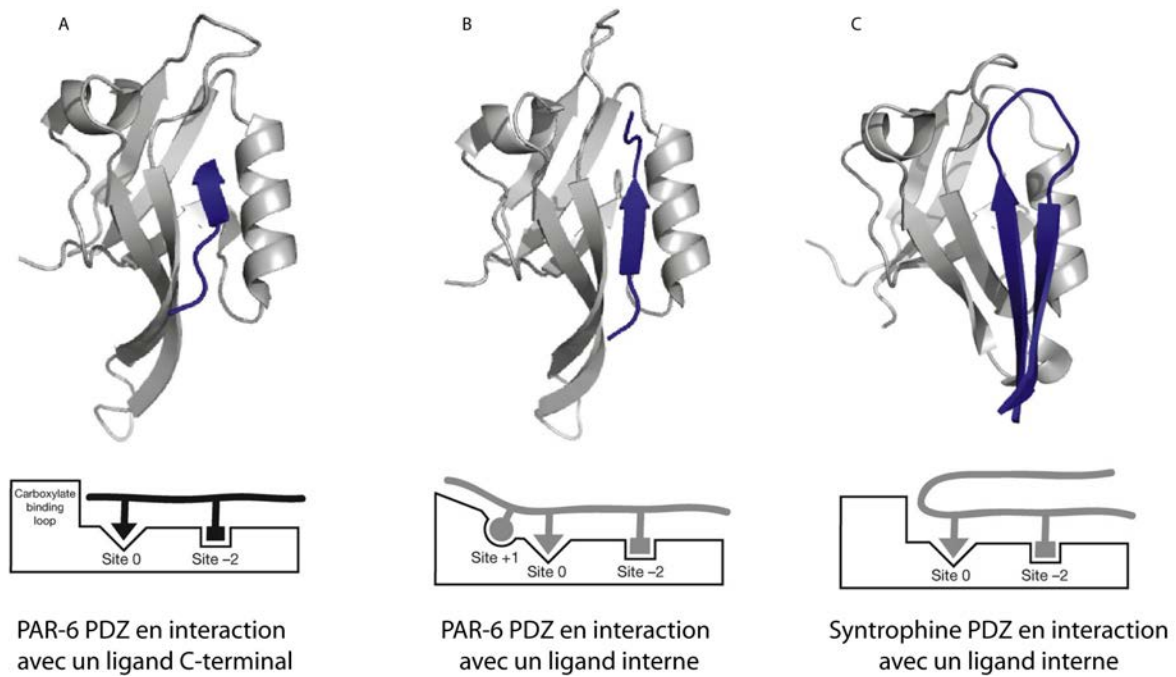 A
B
C
Carboxylate
binding
loop
Site 0
Site –2
Site +1
Site 0
Site –2
Site 0
Site –2
PAR-6 PDZ en interaction
avec un ligand C-terminal
PAR-6 PDZ en interaction
avec un ligand interne
Syntrophine PDZ en interaction
avec un ligand interne